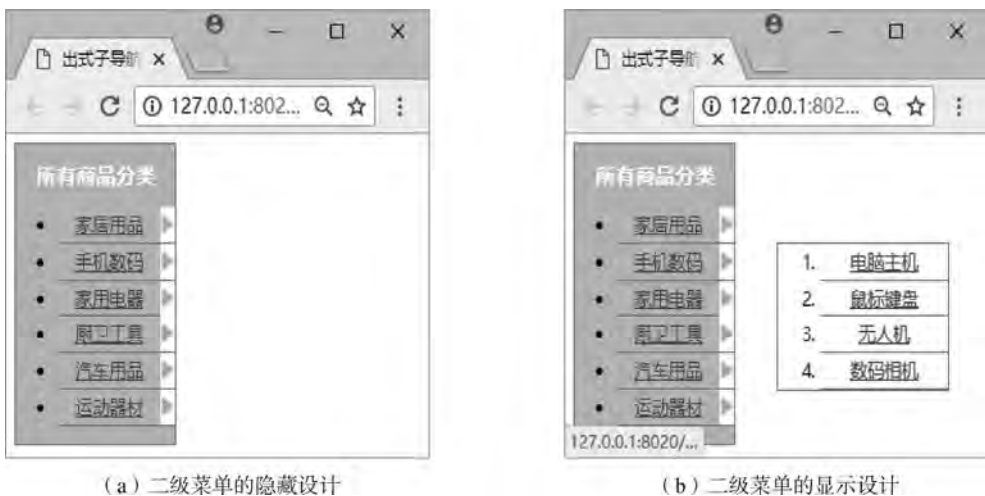 出式子导航
127.0.0.1:802...
所有商品分类
家居用品
手机数码
家用电器
厨卫工具
汽车用品
运动器材
(a)二级菜单的隐藏设计
出式子导航
127.0.0.1:802...
所有商品分类
家居用品
手机数码
家用电器
厨卫工具
汽车用品
运动器材
1. 电脑主机
2. 鼠标键盘
3. 无人机
4. 数码相机
127.0.0.1:8020/...
(b)二级菜单的显示设计